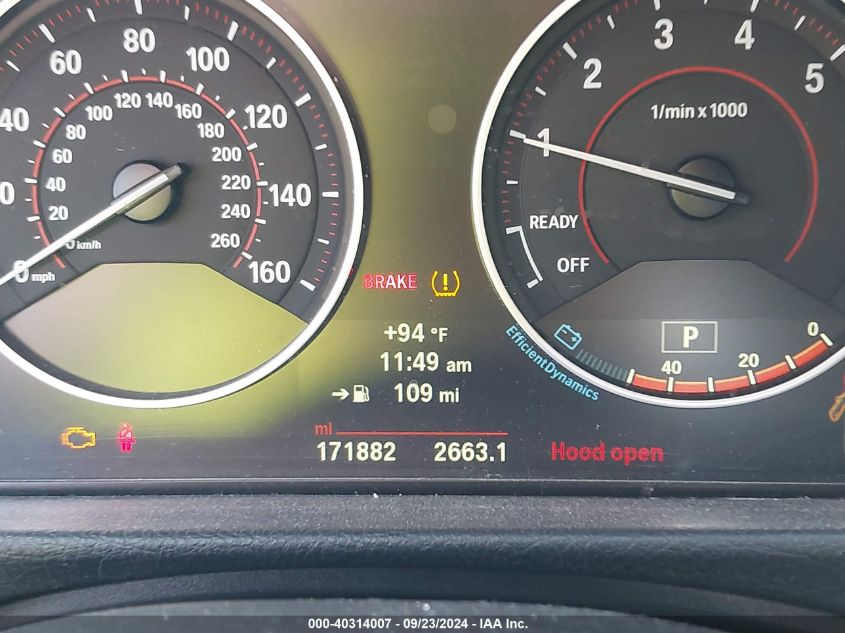 0 mph
40
60
80
100
120
140
160
0 km/h
20
40
60
80
100
120
140
160
180
200
220
240
260
BRAKE
+94 °F
11:49 am
109 mi
mi
171882 2663.1
1
2
3
4
5
1/min x 1000
READY
OFF
P
40
20
0
EfficientDynamics
Hood open
000-40314007 - 09/23/2024 - IAA Inc.